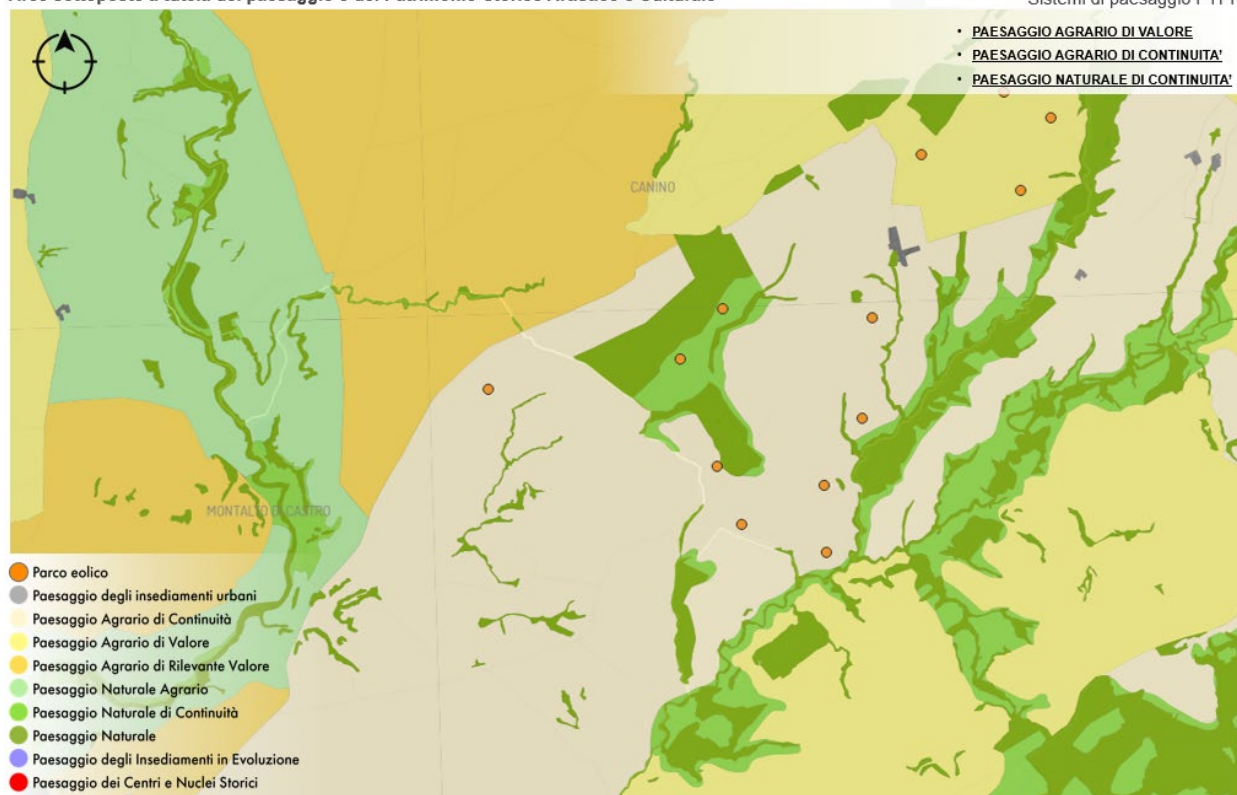 Sistemi di paesaggio PTPR
• PAESAGGIO AGRARIO DI VALORE
• PAESAGGIO AGRARIO DI CONTINUITA'
• PAESAGGIO NATURALE DI CONTINUITA'
CANINO
MONTALTO DI CASTRO
Parco eolico
Paesaggio degli insediamenti urbani
Paesaggio Agrario di Continuità
Paesaggio Agrario di Valore
Paesaggio Agrario di Rilevante Valore
Paesaggio Naturale Agrario
Paesaggio Naturale di Continuità
Paesaggio Naturale
Paesaggio degli Insediamenti in Evoluzione
Paesaggio dei Centri e Nuclei Storici